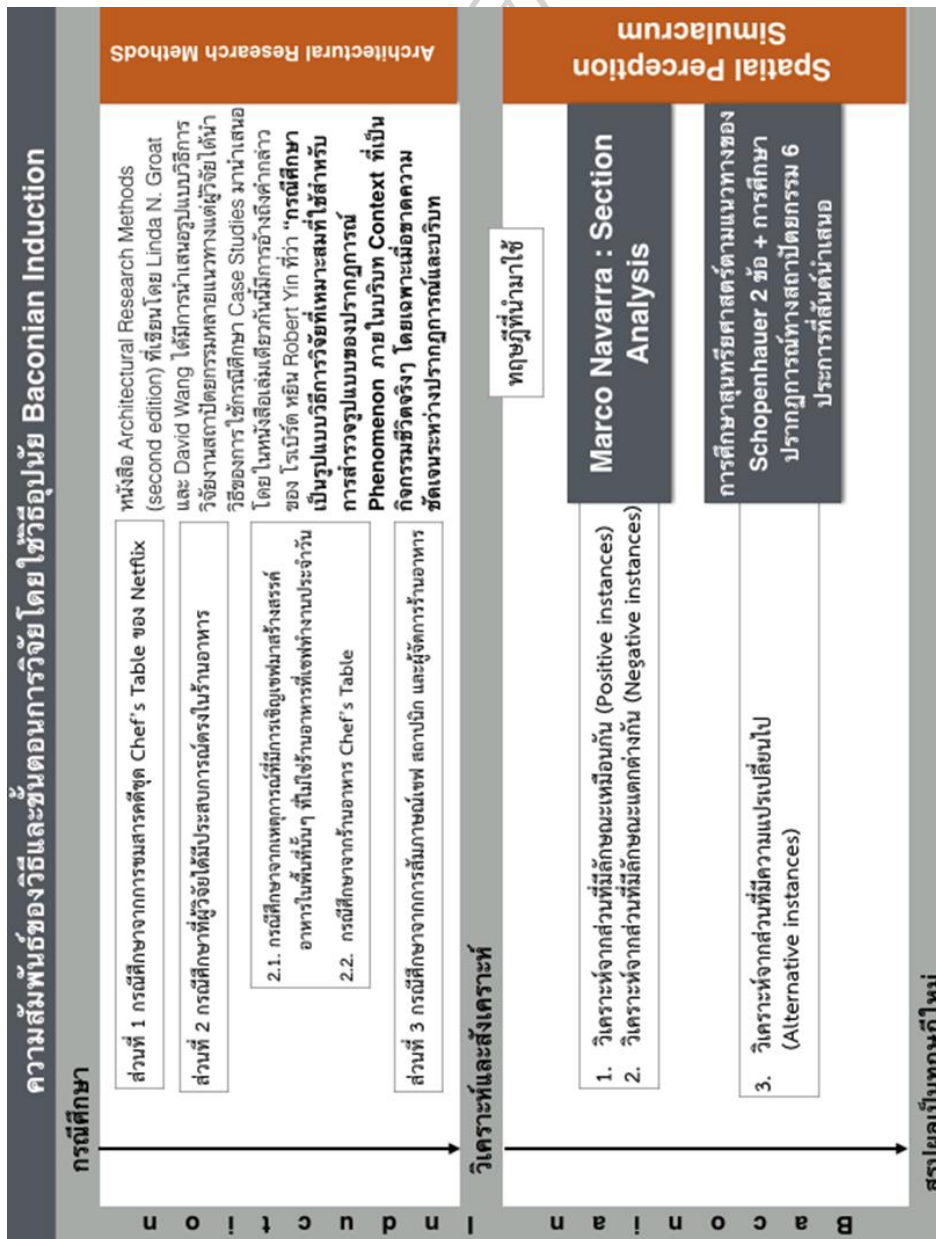 ความสัมพันธ์ของวิธีและขั้นตอนการวิจัยโดยใช้วิธีอุปนัย Baconian Induction
กรณีศึกษา
ส่วนที่ 1 กรณีศึกษาจากการชมสารคดีชุด Chef's Table ของ Netflix
ส่วนที่ 2 กรณีศึกษาที่ผู้วิจัยได้มีประสบการณ์ตรงในร้านอาหาร
2.1. กรณีศึกษาจากเหตุการณ์ที่มีการเชิญเชฟมาสร้างสรรค์
อาหารในพื้นที่นั้นๆ ที่ไม่ใช่ร้านอาหารที่เชฟทำงานประจำวัน
2.2. กรณีศึกษาจากร้านอาหาร Chef's Table
ส่วนที่ 3 กรณีศึกษาจากการสัมภาษณ์เชฟ สถาปนิก และผู้จัดการร้านอาหาร
หนังสือ Architectural Research Methods
(second edition) ที่เขียนโดย Linda N. Groat
และ David Wang ได้มีการนำเสนอรูปแบบวิธีการ
วิจัยงานสถาปัตยกรรมหลายแนวทางแต่ผู้วิจัยได้นำ
วิธีของการใช้กรณีศึกษา Case Studies มานำเสนอ
โดยในหนังสือเล่มเดียวกันนี้มีการอ้างถึงคำกล่าว
ของ โรเบิร์ต หยิน Robert Yin ที่ว่า "กรณีศึกษา
เป็นรูปแบบวิธีการวิจัยที่เหมาะสมที่ใช้สำหรับ
การสำรวจรูปแบบของปรากฏการณ์
Phenomenon ภายในบริบท Context ที่เป็น
กิจกรรมชีวิตจริงๆ โดยเฉพาะเมื่อขาดความ
ชัดเจนระหว่างปรากฏการณ์และบริบท
Architectural Research MethodS
วิเคราะห์และสังเคราะห์
ทฤษฎีที่นำมาใช้
1. วิเคราะห์จากส่วนที่มีลักษณะเหมือนกัน (Positive instances)
2. วิเคราะห์จากส่วนที่มีลักษณะแตกต่างกัน (Negative instances)
Marco Navarra : Section
Analysis
3. วิเคราะห์จากส่วนที่มีความแปรเปลี่ยนไป
(Alternative instances)
การศึกษาสุนทรียศาสตร์ตามแนวทางของ
Schopenhauer 2 ข้อ + การศึกษา
ปรากฏการณ์ทางสถาปัตยกรรม 6
ประการที่สันต์นำเสนอ
Spatial Perception
Simulacrum
สรุปผลเป็นทฤษฎีใหม่
Baconian Induction